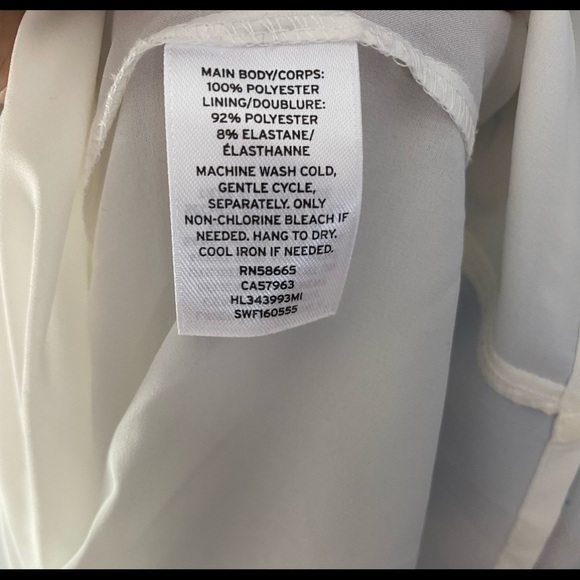 MAIN BODY/CORPS:
100% POLYESTER
LINING/DOUBLURE:
92% POLYESTER
8% ELASTANE/
ÉLASTHANNE
MACHINE WASH COLD,
GENTLE CYCLE,
SEPARATELY. ONLY
NON-CHLORINE BLEACH IF
NEEDED. HANG TO DRY.
COOL IRON IF NEEDED.
RN58665
CA57963
HL343993MI
SWF160555